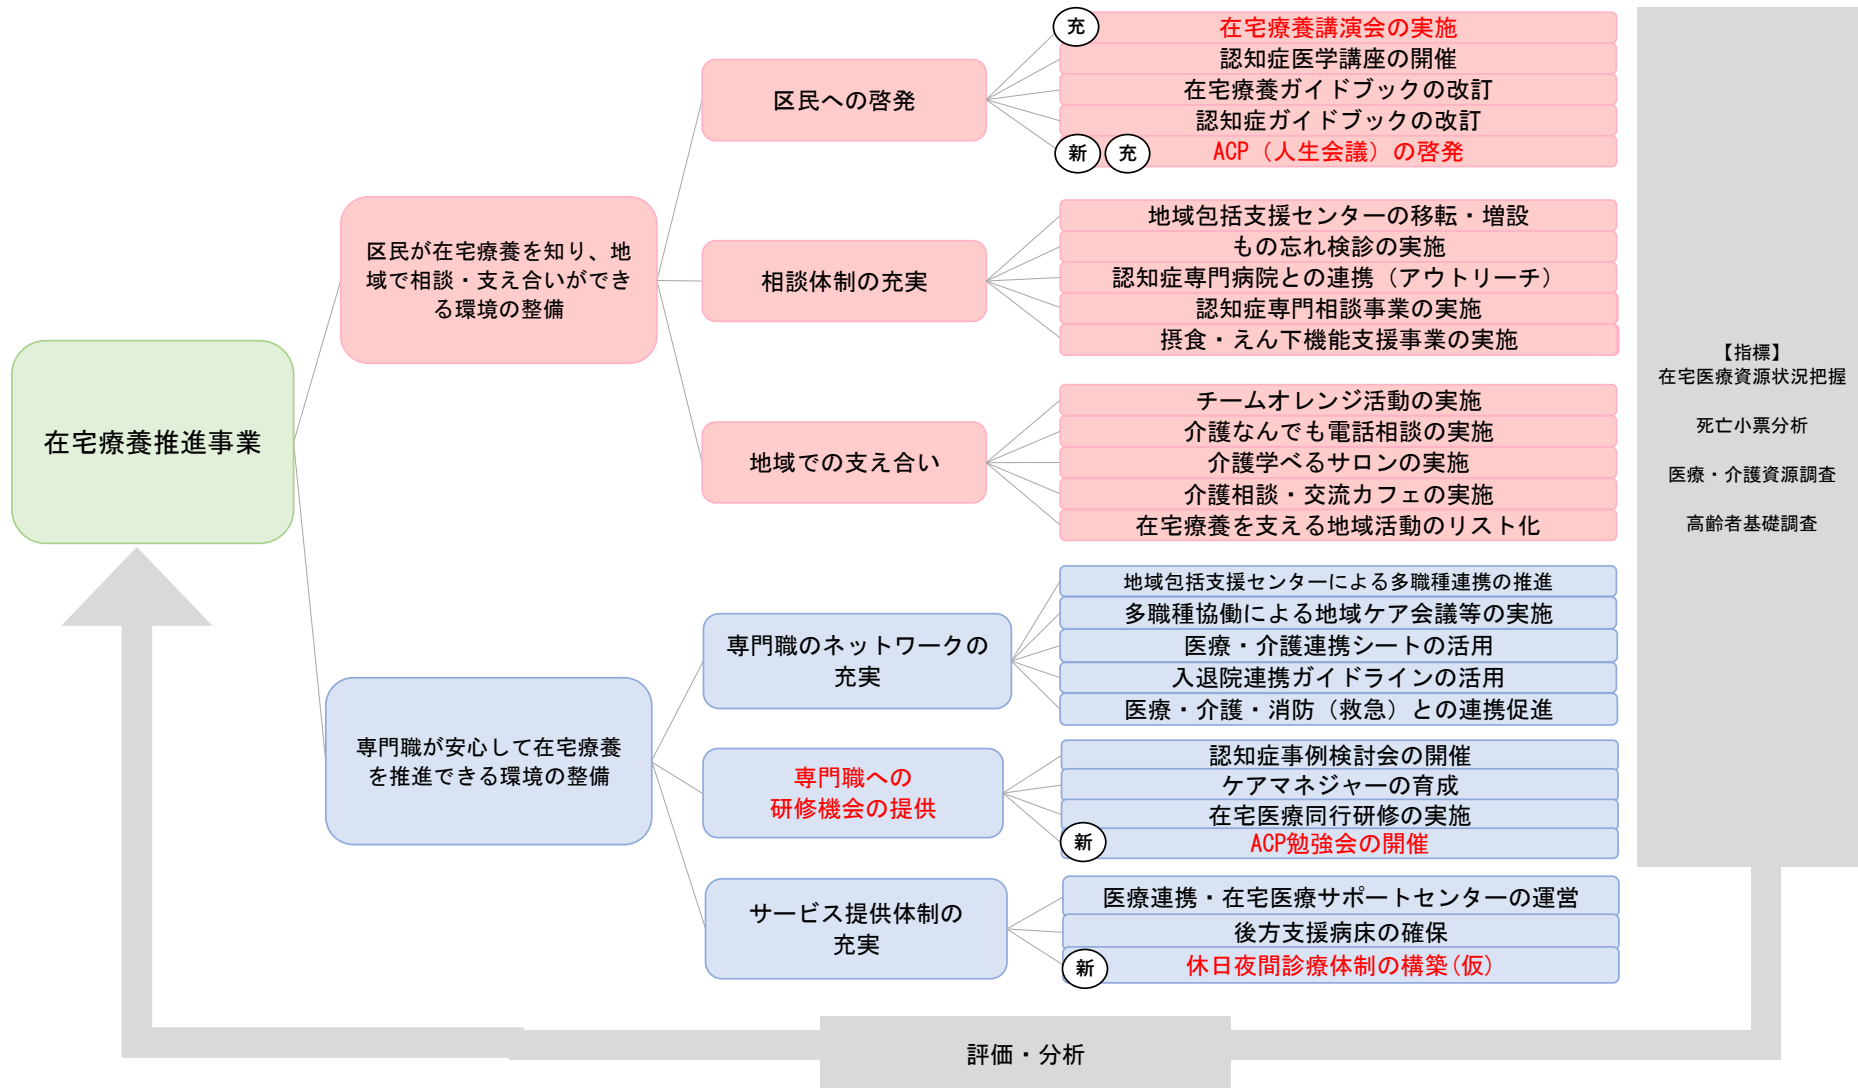 在宅療養推進事業
区民が在宅療養を知り、地
域で相談・支え合いができ
る環境の整備
区民への啓発
充
在宅療養講演会の実施
認知症医学講座の開催
在宅療養ガイドブックの改訂
認知症ガイドブックの改訂
新 充
ACP（人生会議）の啓発
相談体制の充実
地域包括支援センターの移転・増設
もの忘れ検診の実施
認知症専門病院との連携（アウトリーチ）
認知症専門相談事業の実施
摂食・えん下機能支援事業の実施
地域での支え合い
チームオレンジ活動の実施
介護なんでも電話相談の実施
介護学べるサロンの実施
介護相談・交流カフェの実施
在宅療養を支える地域活動のリスト化
専門職が安心して在宅療養
を推進できる環境の整備
専門職のネットワークの
充実
地域包括支援センターによる多職種連携の推進
多職種協働による地域ケア会議等の実施
医療・介護連携シートの活用
入退院連携ガイドラインの活用
医療・介護・消防（救急）との連携促進
専門職への
研修機会の提供
認知症事例検討会の開催
ケアマネジャーの育成
在宅医療同行研修の実施
新
ACP勉強会の開催
サービス提供体制の
充実
医療連携・在宅医療サポートセンターの運営
後方支援病床の確保
新
休日夜間診療体制の構築(仮)
【指標】
在宅医療資源状況把握
死亡小票分析
医療・介護資源調査
高齢者基礎調査
評価・分析